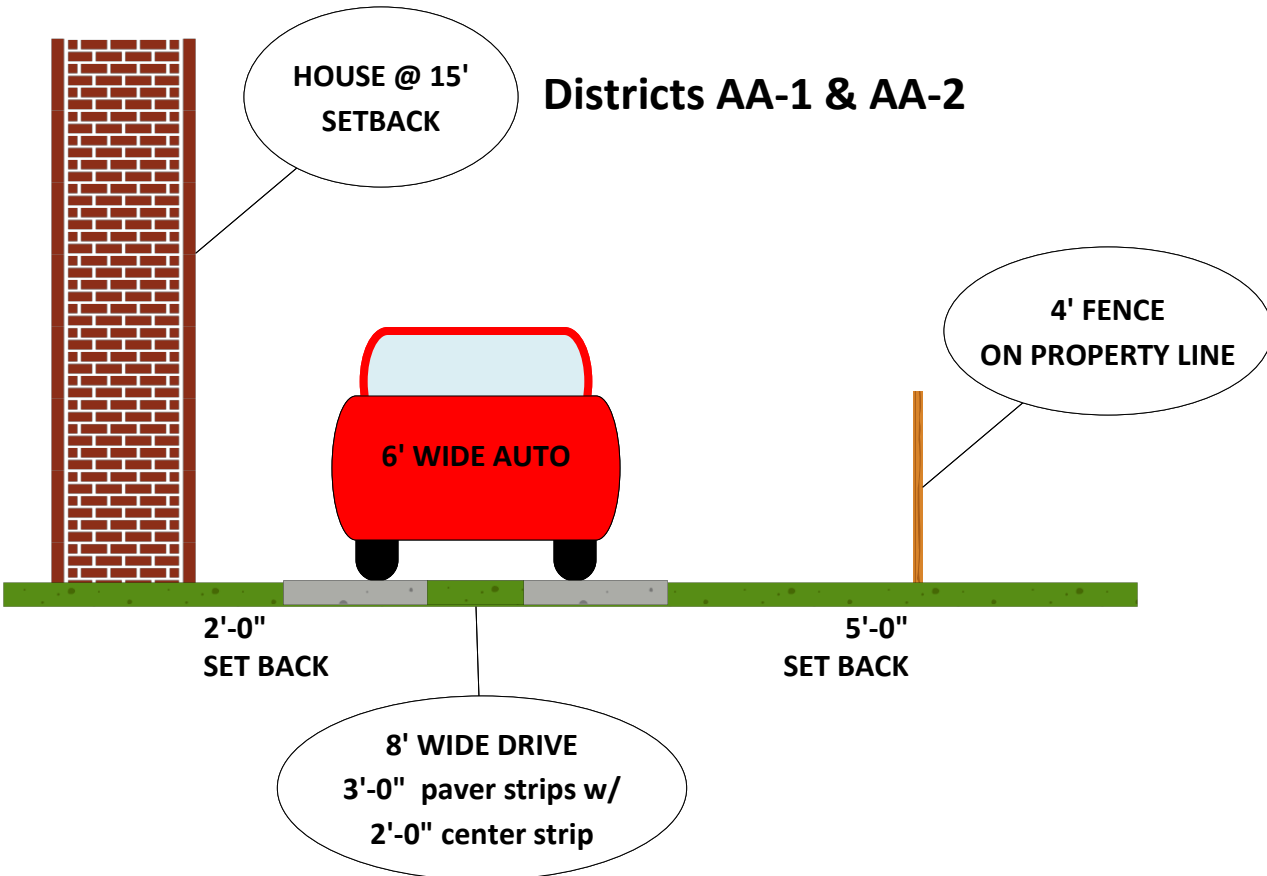 HOUSE @ 15'
SETBACK
Districts AA-1 & AA-2
4' FENCE
ON PROPERTY LINE
6' WIDE AUTO
2'-0"
SET BACK
5'-0"
SET BACK
8' WIDE DRIVE
3'-0" paver strips w/
2'-0" center strip